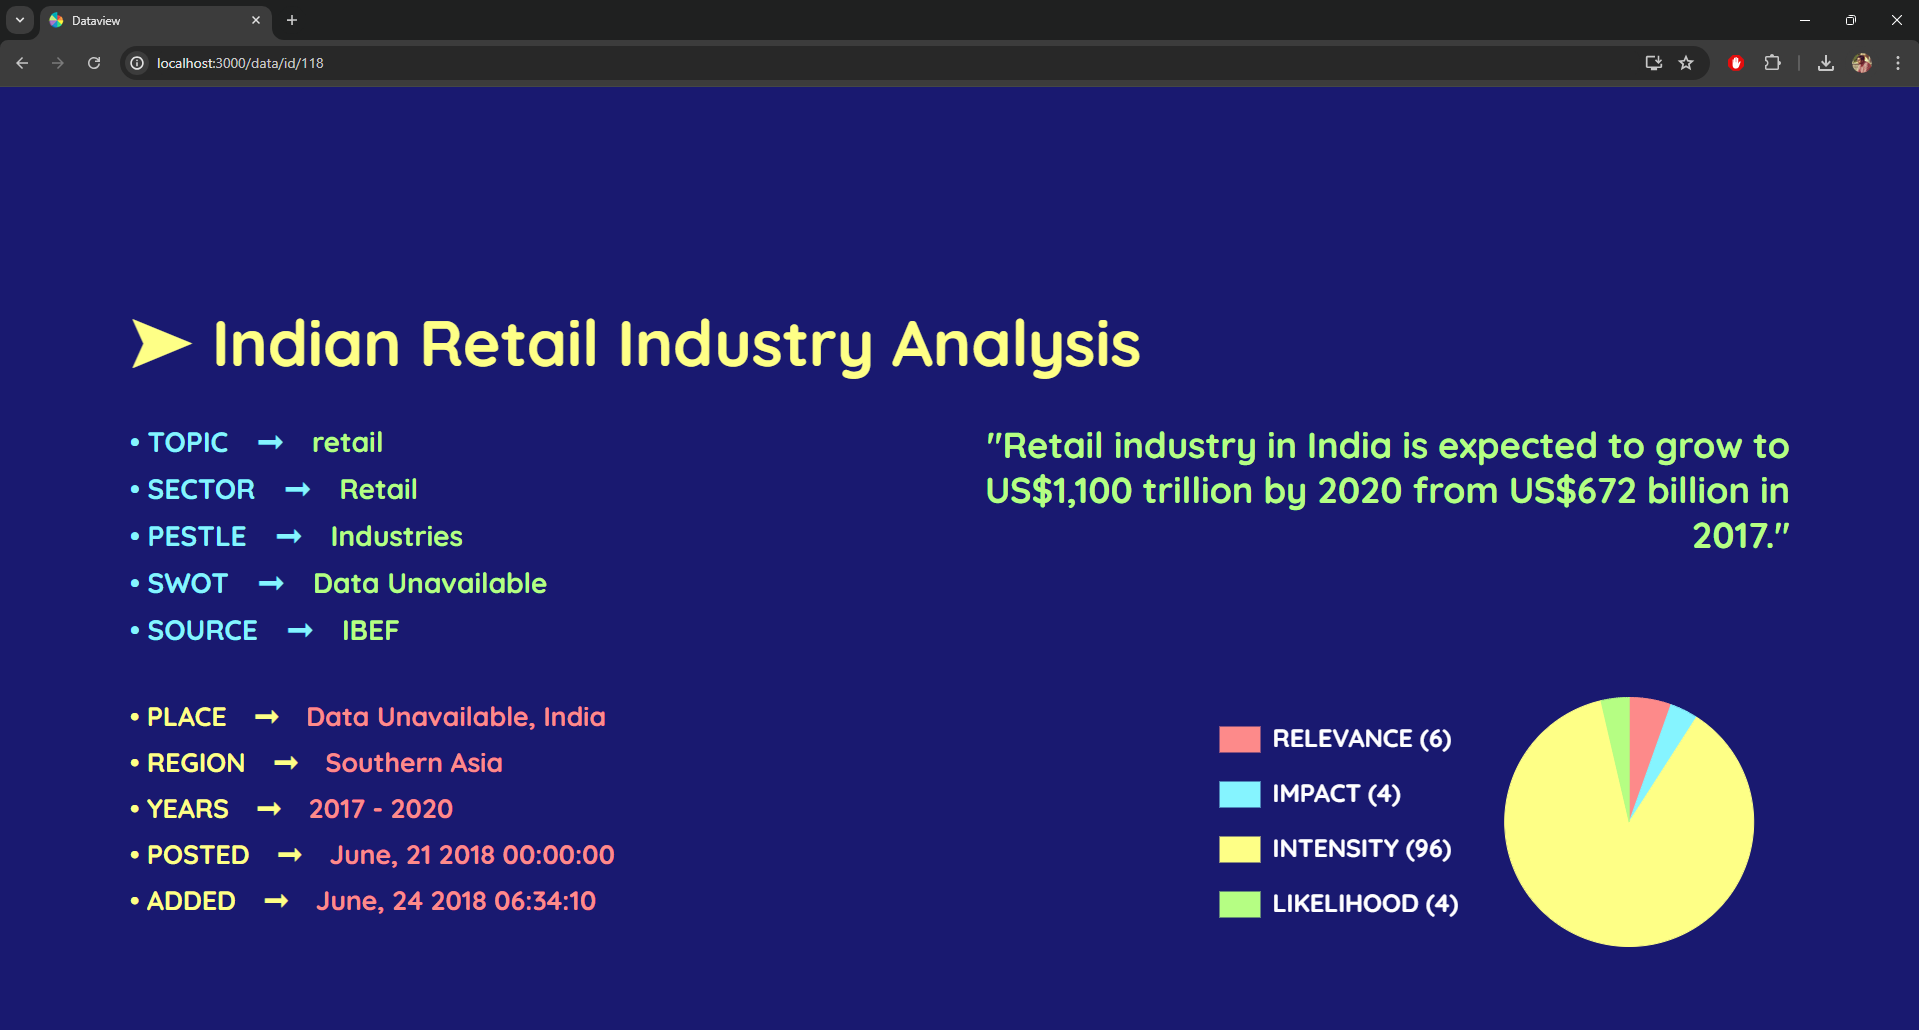 Dataview
localhost:3000/data/id/118
➤ Indian Retail Industry Analysis
• TOPIC ➞ retail
• SECTOR ➞ Retail
• PESTLE ➞ Industries
• SWOT ➞ Data Unavailable
• SOURCE ➞ IBEF
"Retail industry in India is expected to grow to
US$1,100 trillion by 2020 from US$672 billion in
2017."
• PLACE ➞ Data Unavailable, India
• REGION ➞ Southern Asia
• YEARS ➞ 2017 - 2020
• POSTED ➞ June, 21 2018 00:00:00
• ADDED ➞ June, 24 2018 06:34:10
RELEVANCE (6)
IMPACT (4)
INTENSITY (96)
LIKELIHOOD (4)